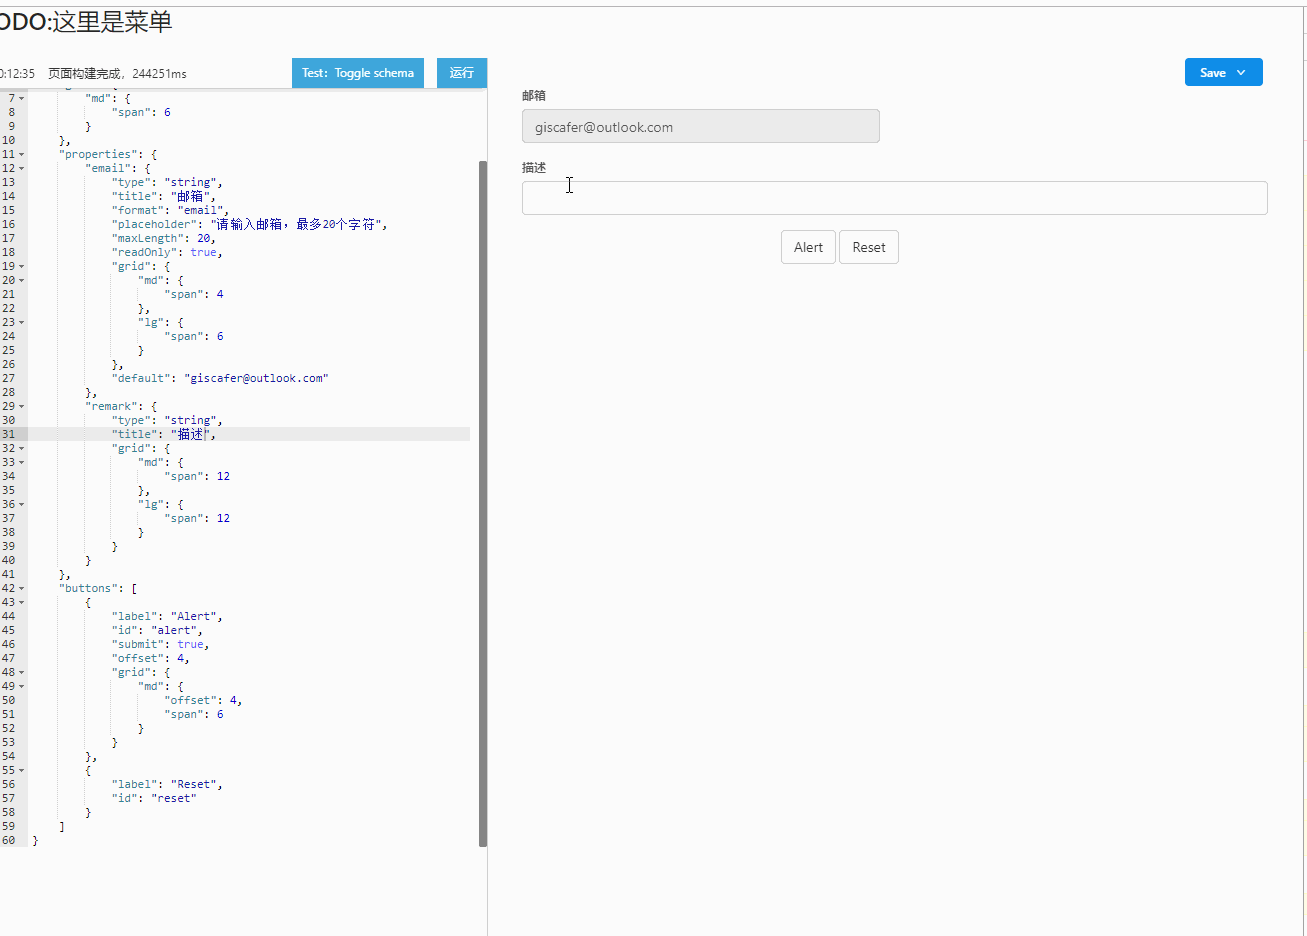 ODO:这里是菜单
0:12:35 页面构建完成，244251ms
Test: Toggle schema
运行
7 "md": {
8 "span": 6
9 }
10 },
11 "properties": {
12 "email": {
13 "type": "string",
14 "title": "邮箱",
15 "format": "email",
16 "placeholder": "请输入邮箱，最多20个字符",
17 "maxLength": 20,
18 "readOnly": true,
19 "grid": {
20 "md": {
21 "span": 4
22 },
23 "lg": {
24 "span": 6
25 }
26 },
27 "default": "giscafer@outlook.com"
28 },
29 "remark": {
30 "type": "string",
31 "title": "描述",
32 "grid": {
33 "md": {
34 "span": 12
35 },
36 "lg": {
37 "span": 12
38 }
39 }
40 }
41 },
42 "buttons": [
43 {
44 "label": "Alert",
45 "id": "alert",
46 "submit": true,
47 "offset": 4,
48 "grid": {
49 "md": {
50 "offset": 4,
51 "span": 6
52 }
53 }
54 },
55 {
56 "label": "Reset",
57 "id": "reset"
58 }
59 ]
60 }
Save
邮箱
giscafer@outlook.com
描述
Alert
Reset